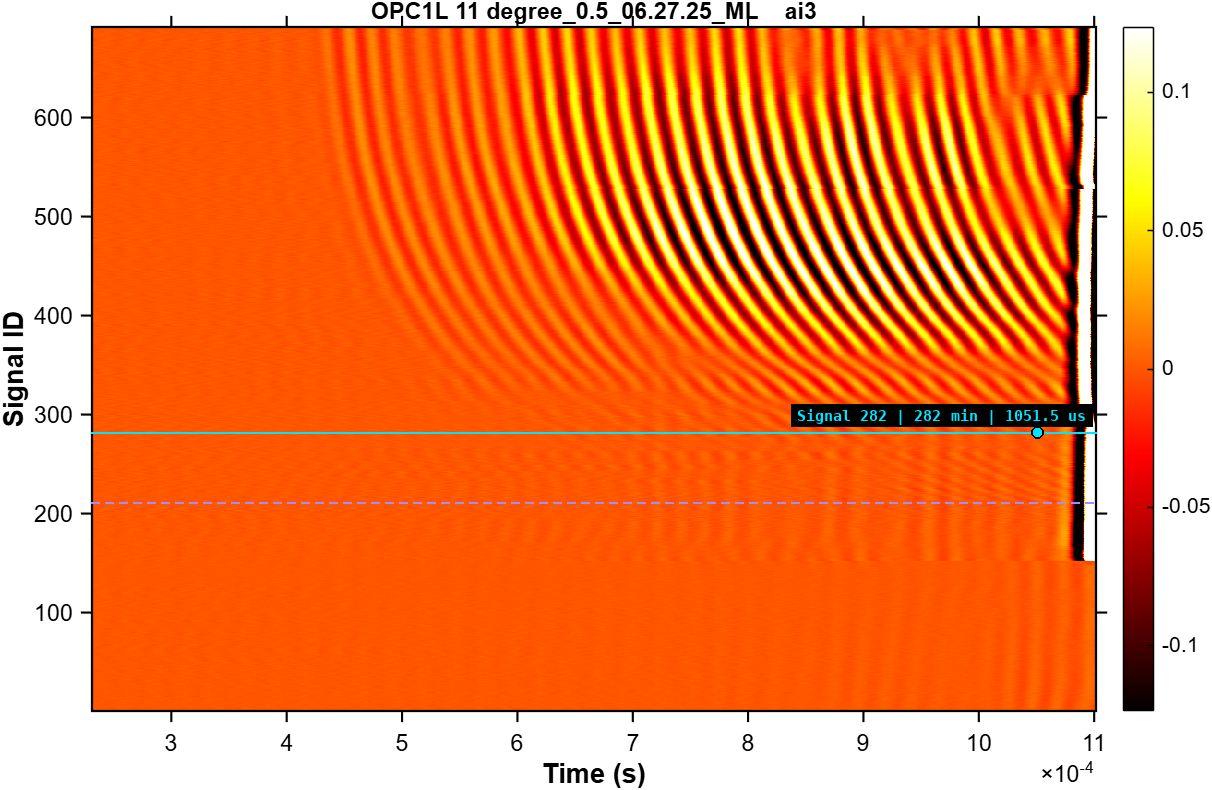 OPC1L 11 degree_0.5_06.27.25_ML ai3
600
500
400
300
200
100
Signal ID
Signal 282 | 282 min | 1051.5 us
3 4 5 6 7 8 9 10 11
Time (s)
×10-4
0.1
0.05
0
-0.05
-0.1